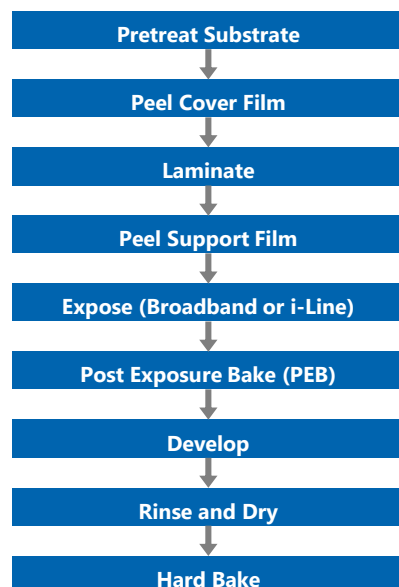 Pretreat Substrate
Peel Cover Film
Laminate
Peel Support Film
Expose (Broadband or i-Line)
Post Exposure Bake (PEB)
Develop
Rinse and Dry
Hard Bake